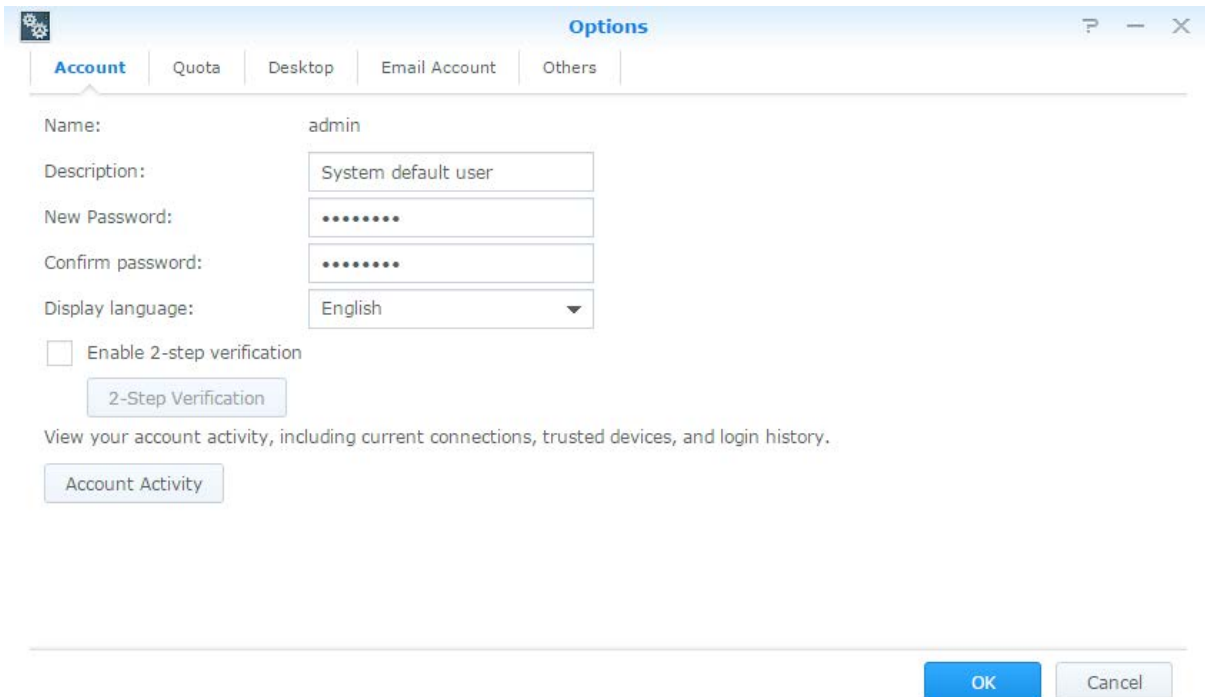 Options
Account Quota Desktop Email Account Others
Name: admin
Description: System default user
New Password: ••••••••
Confirm password: ••••••••
Display language: English
Enable 2-step verification
2-Step Verification
View your account activity, including current connections, trusted devices, and login history.
Account Activity
OK Cancel